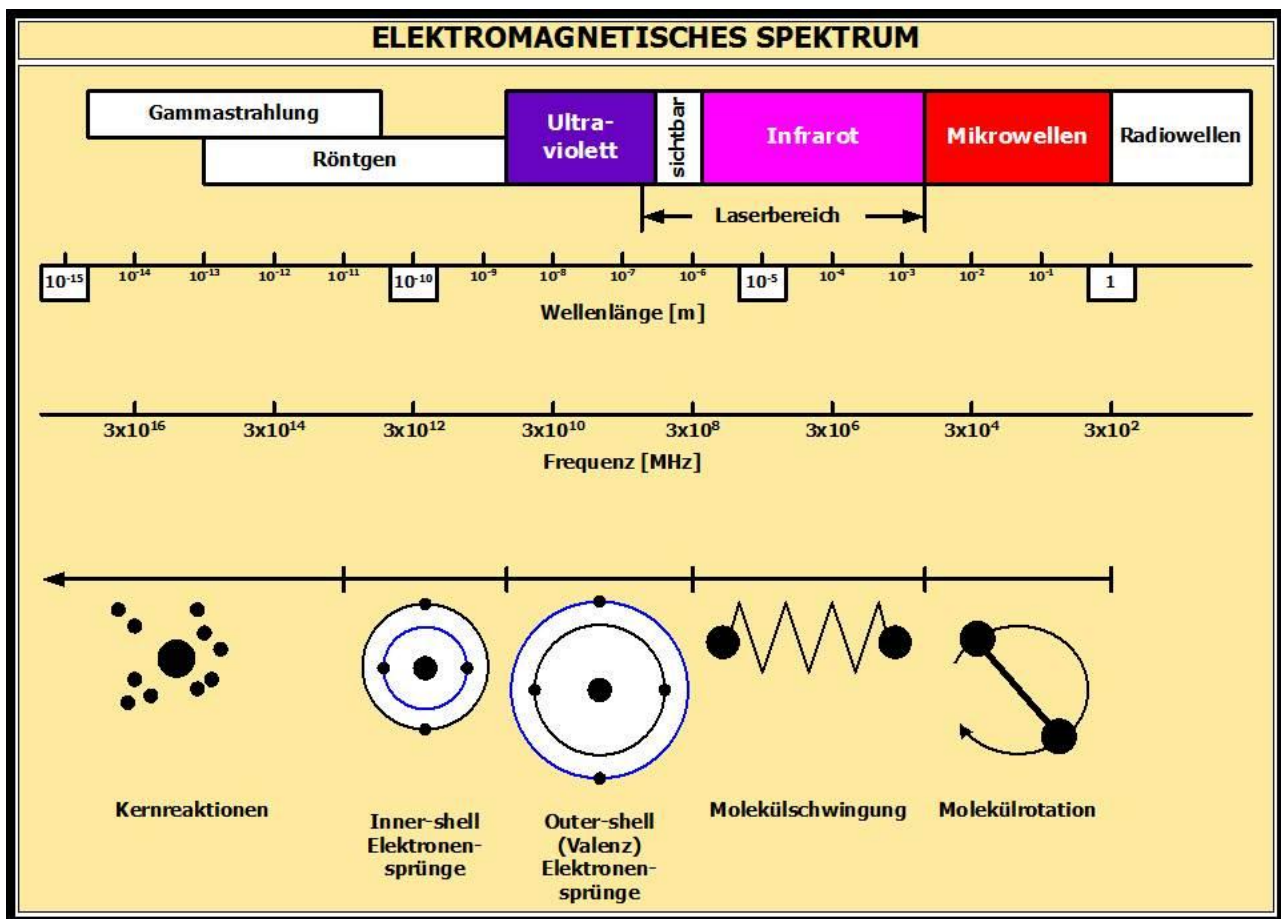 ELEKTROMAGNETISCHES SPEKTRUM
Gammastrahlung
Röntgen
Ultra-
violett
sichtbar
Infrarot
Mikrowellen
Radiowellen
Laserbereich
10⁻¹⁵ 10⁻¹⁴ 10⁻¹³ 10⁻¹² 10⁻¹¹ 10⁻¹⁰ 10⁻⁹ 10⁻⁸ 10⁻⁷ 10⁻⁶ 10⁻⁵ 10⁻⁴ 10⁻³ 10⁻² 10⁻¹ 1
Wellenlänge [m]
3x10¹⁶ 3x10¹⁴ 3x10¹² 3x10¹⁰ 3x10⁸ 3x10⁶ 3x10⁴ 3x10²
Frequenz [MHz]
Kernreaktionen
Inner-shell
Elektronen-
sprünge
Outer-shell
(Valenz)
Elektronen-
sprünge
Molekülschwingung
Molekülrotation